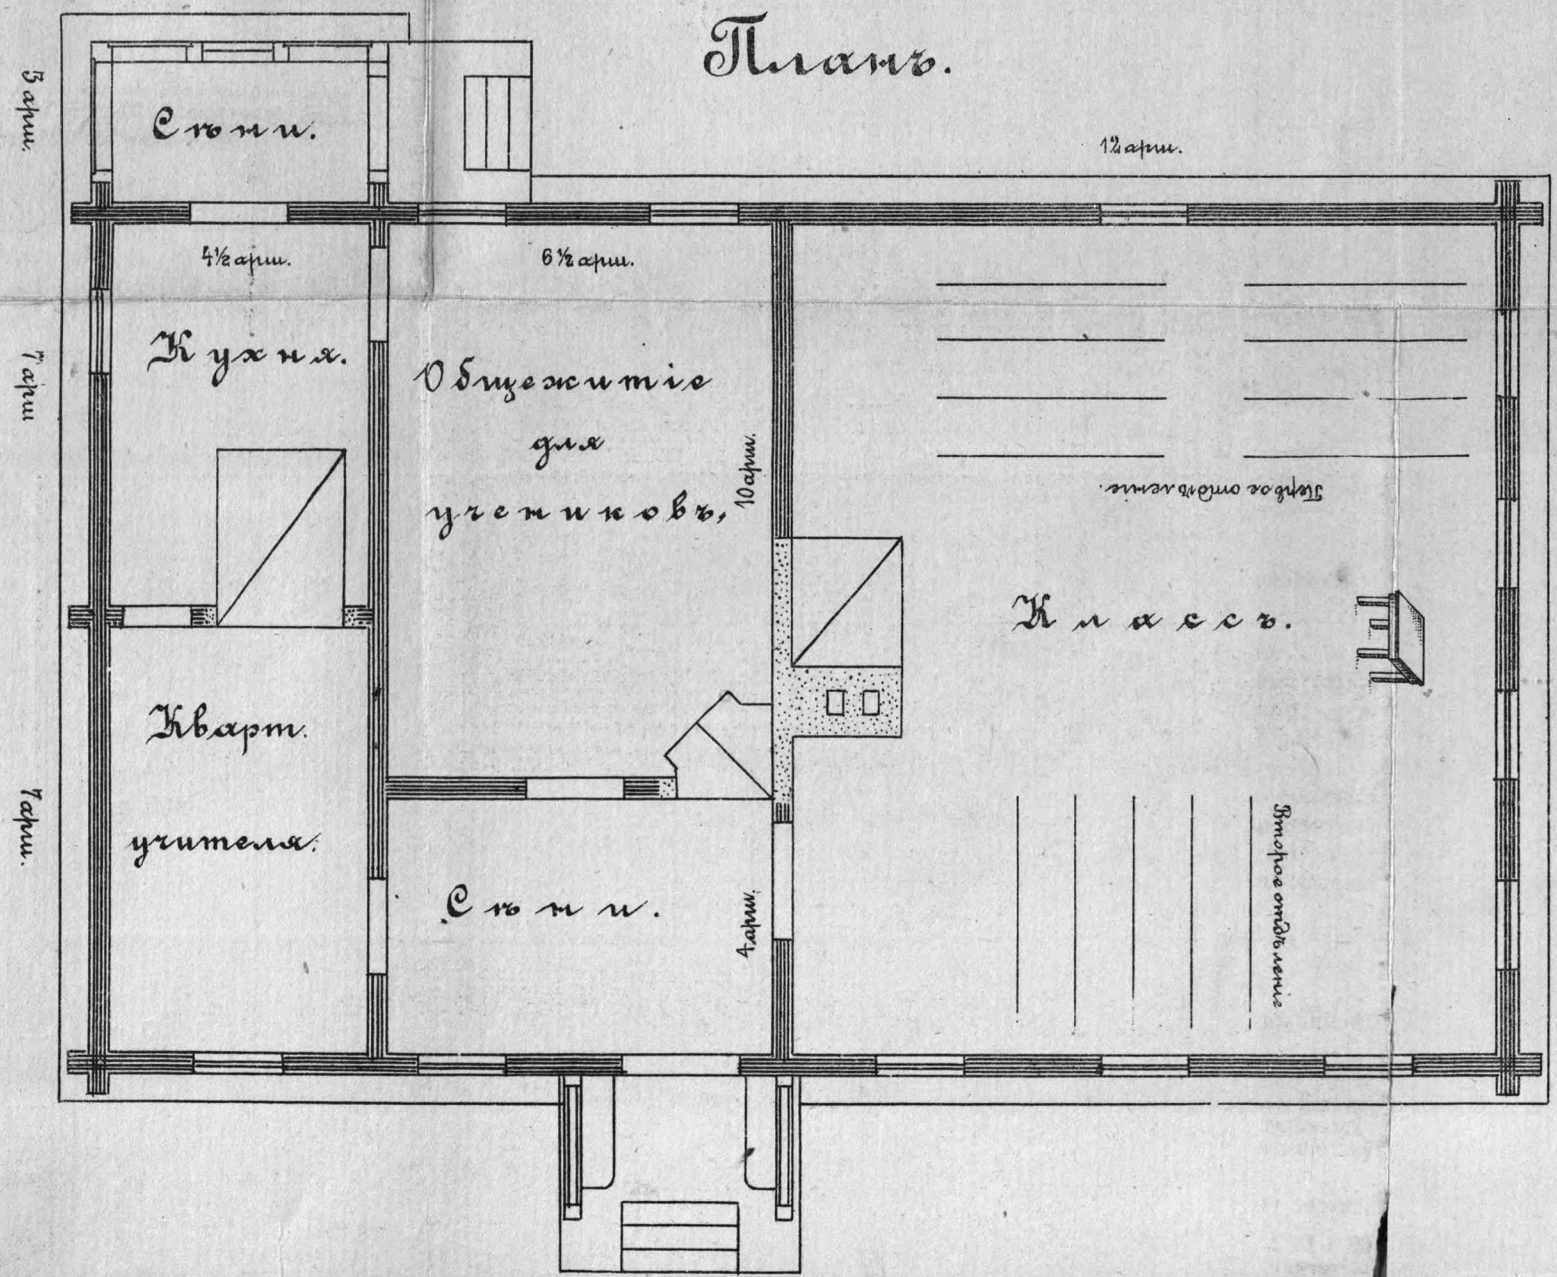 Планъ.
3 арш.
Сѣни.
12 арш.
4½ арш.
6½ арш.
7 арш
Кухня.
Общежитіе
для
учениковъ,
10 арш.
Первое отдѣленіе.
Классъ.
Кварт.
учителя.
7 арш.
Сѣни.
4 арш.
Второе отдѣленіе